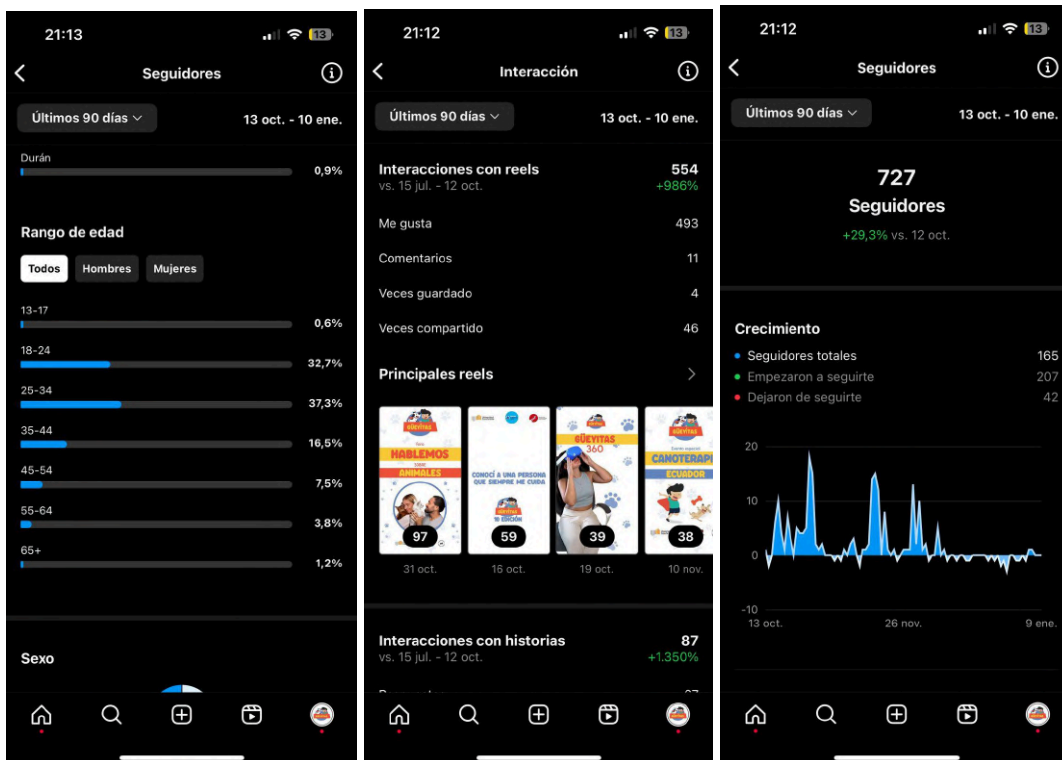 21:13
13
Seguidores
Últimos 90 días
13 oct. - 10 ene.
Durán
0,9%
Rango de edad
Todos
Hombres
Mujeres
13-17
0,6%
18-24
32,7%
25-34
37,3%
35-44
16,5%
45-54
7,5%
55-64
3,8%
65+
1,2%
Sexo
21:12
13
Interacción
Últimos 90 días
13 oct. - 10 ene.
Interacciones con reels
554
vs. 15 jul. - 12 oct.
+986%
Me gusta
493
Comentarios
11
Veces guardado
4
Veces compartido
46
Principales reels
GÜEYITAS
HABLEMOS
ANIMALES
97
31 oct.
CONOCÍ A UNA PERSONA
QUE SIEMPRE ME CUIDA
GÜEYITAS
59
16 oct.
GÜEYITAS
360
39
19 oct.
GÜEYITAS
CANOTERAPI
ECUADOR
38
10 nov.
Interacciones con historias
87
vs. 15 jul. - 12 oct.
+1.350%
21:12
13
Seguidores
Últimos 90 días
13 oct. - 10 ene.
727
Seguidores
+29,3% vs. 12 oct.
Crecimiento
Seguidores totales
165
Empezaron a seguirte
207
Dejaron de seguirte
42
20
10
0
-10
13 oct.
26 nov.
9 ene.